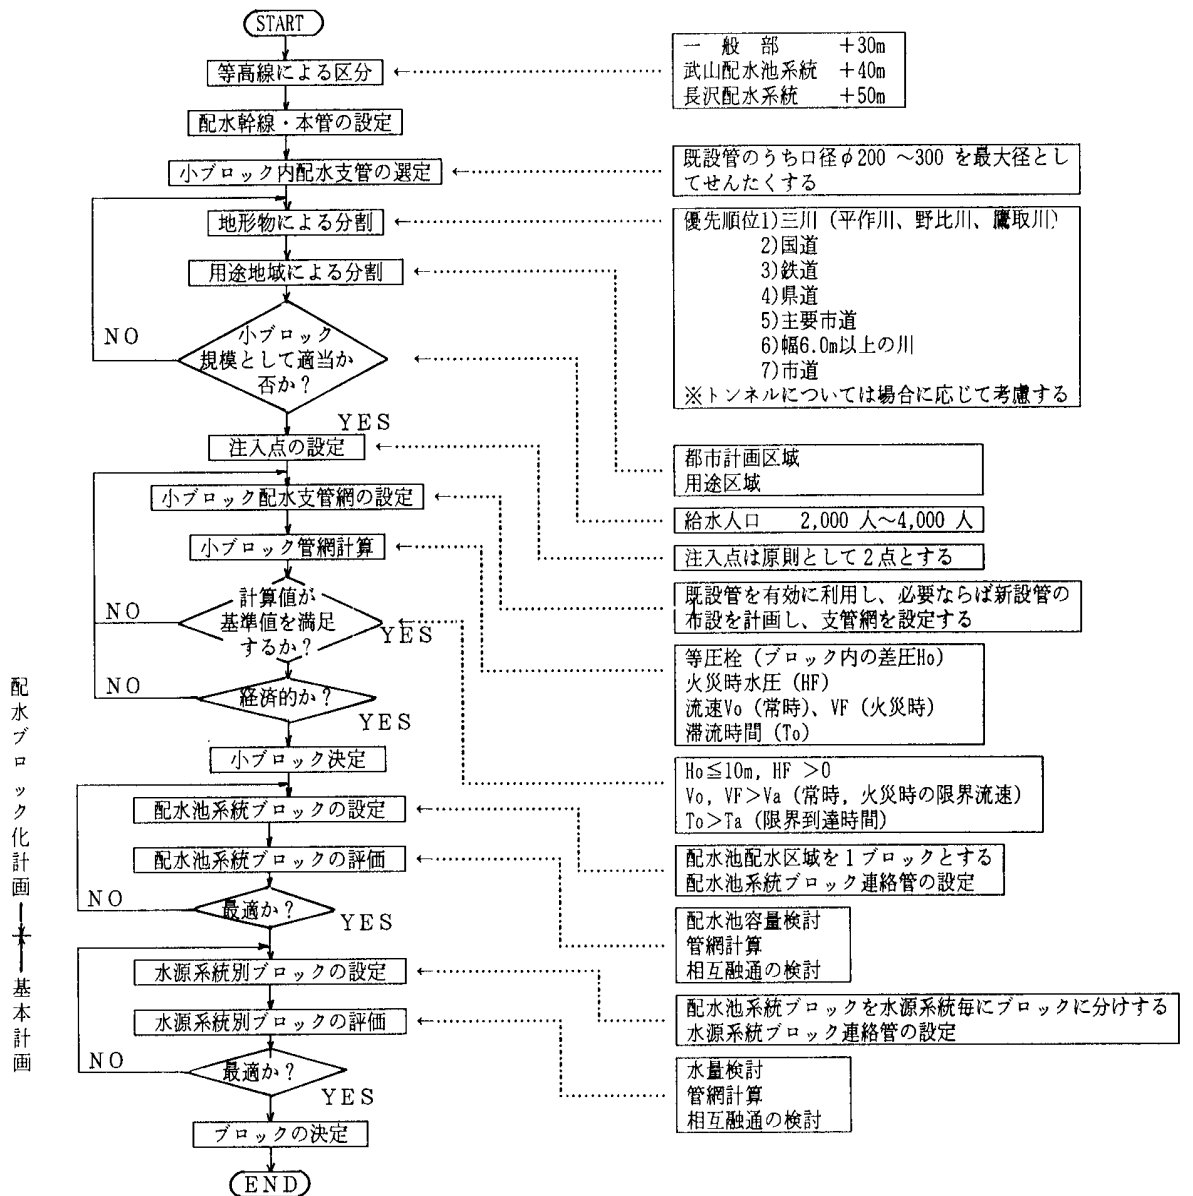 START
等高線による区分
一般部 +30m
武山配水池系統 +40m
長沢配水系統 +50m
配水幹線・本管の設定
小ブロック内配水支管の選定
既設管のうち口径φ200 ~300 を最大径とし
てせんたくする
地形物による分割
優先順位1)三川 (平作川、野比川、鷹取川)
2)国道
3)鉄道
4)県道
5)主要市道
6)幅6.0m以上の川
7)市道
※トンネルについては場合に応じて考慮する
用途地域による分割
都市計画区域
用途区域
小ブロック
規模として適当か
否か?
NO
YES
給水人口 2,000 人~4,000 人
注入点の設定
注入点は原則として2点とする
小ブロック配水支管網の設定
既設管を有効に利用し、必要ならば新設管の
布設を計画し、支管網を設定する
小ブロック管網計算
等圧栓 (ブロック内の差圧Ho)
火災時水圧 (HF)
流速Vo (常時)、VF (火災時)
滞流時間 (To)
計算値が
基準値を満足
するか?
NO
YES
Ho≦10m, HF >0
Vo, VF>Va (常時, 火災時の限界流速)
To>Ta (限界到達時間)
経済的か?
NO
YES
小ブロック決定
配水池系統ブロックの設定
配水池配水区域を1ブロックとする
配水池系統ブロック連絡管の設定
配水池系統ブロックの評価
配水池容量検討
管網計算
相互融通の検討
最適か?
NO
YES
水源系統別ブロックの設定
配水池系統ブロックを水源系統毎にブロックに分けする
水源系統ブロック連絡管の設定
水源系統別ブロックの評価
水量検討
管網計算
相互融通の検討
最適か?
NO
YES
ブロックの決定
END
配水ブロック化計画
基本計画